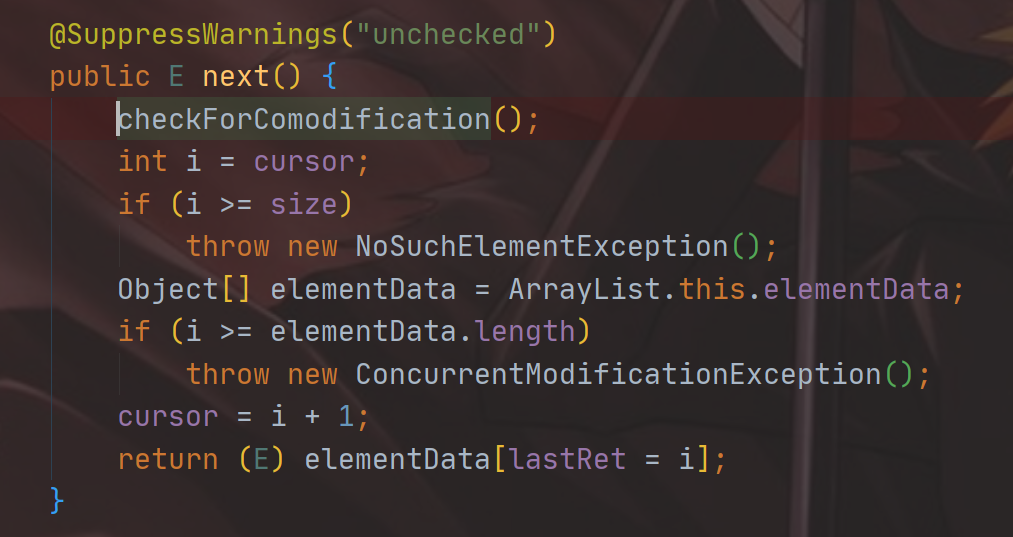 @SuppressWarnings("unchecked")
public E next() {
    checkForComodification();
    int i = cursor;
    if (i >= size)
        throw new NoSuchElementException();
    Object[] elementData = ArrayList.this.elementData;
    if (i >= elementData.length)
        throw new ConcurrentModificationException();
    cursor = i + 1;
    return (E) elementData[lastRet = i];
}